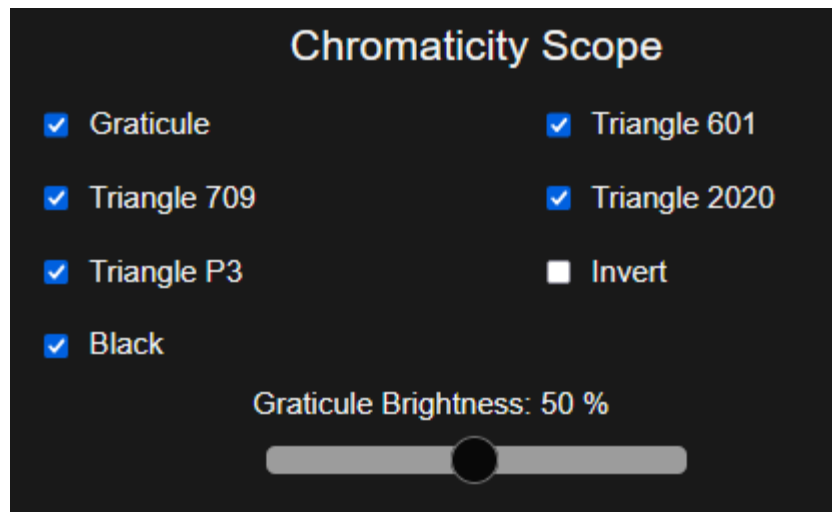 Chromaticity Scope
Graticule
Triangle 601
Triangle 709
Triangle 2020
Triangle P3
Invert
Black
Graticule Brightness: 50 %